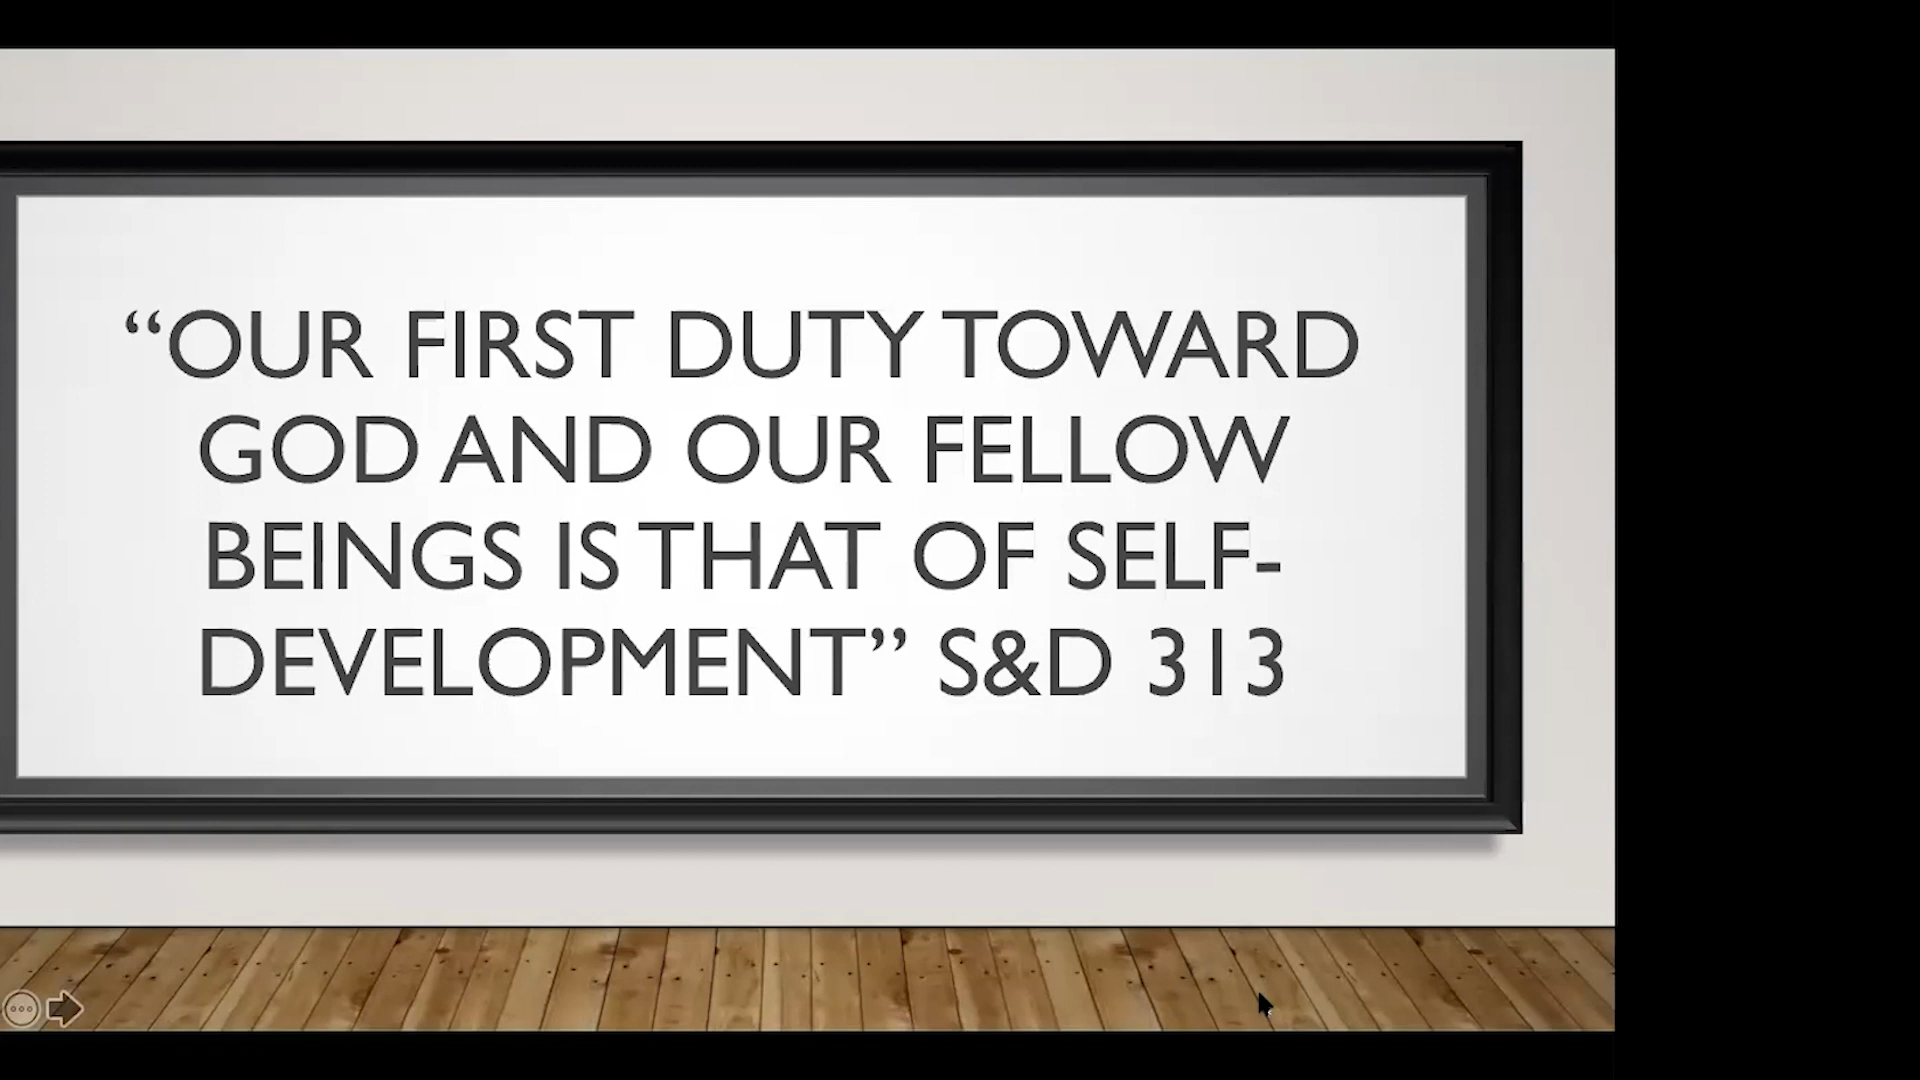 “OUR FIRST DUTY TOWARD
GOD AND OUR FELLOW
BEINGS IS THAT OF SELF-
DEVELOPMENT” S&D 313